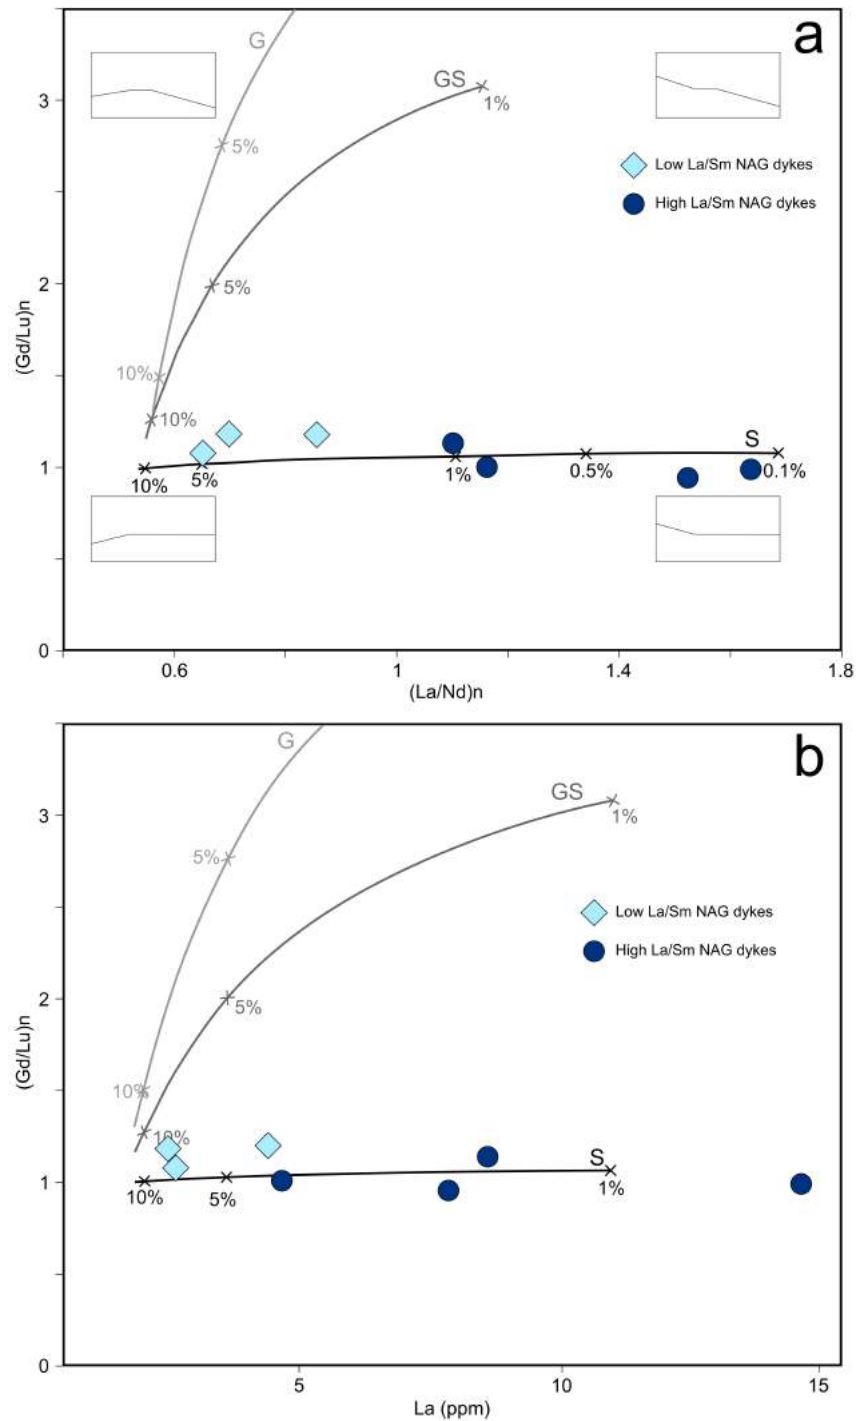 a
G
3
GS
1%
5%
Low La/Sm NAG dykes
High La/Sm NAG dykes
(Gd/Lu)n
2
5%
10%
10%
1
S
10%
5%
1%
0.5%
0.1%
0
0.6
1
1.4
1.8
(La/Nd)n
b
G
3
GS
1%
5%
Low La/Sm NAG dykes
High La/Sm NAG dykes
(Gd/Lu)n
2
5%
10%
10%
1
S
10%
5%
1%
0
5
10
15
La (ppm)